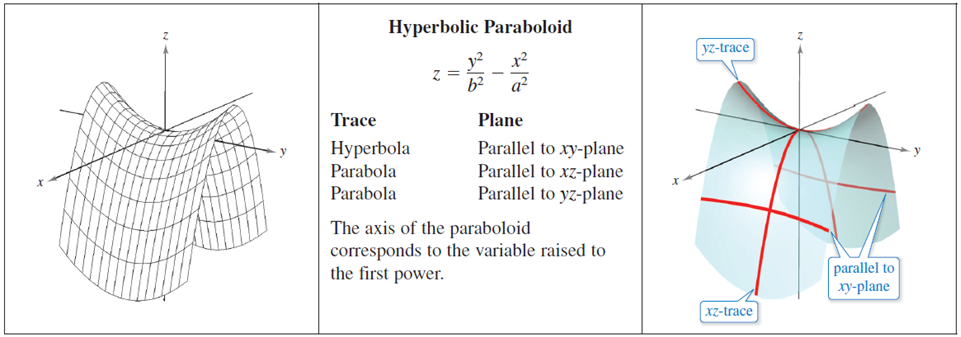 z
x
y
Hyperbolic Paraboloid
z = y²/b² − x²/a²
Trace Plane
Hyperbola Parallel to xy-plane
Parabola Parallel to xz-plane
Parabola Parallel to yz-plane
The axis of the paraboloid
corresponds to the variable raised to
the first power.
yz-trace
z
y
x
parallel to
xy-plane
xz-trace